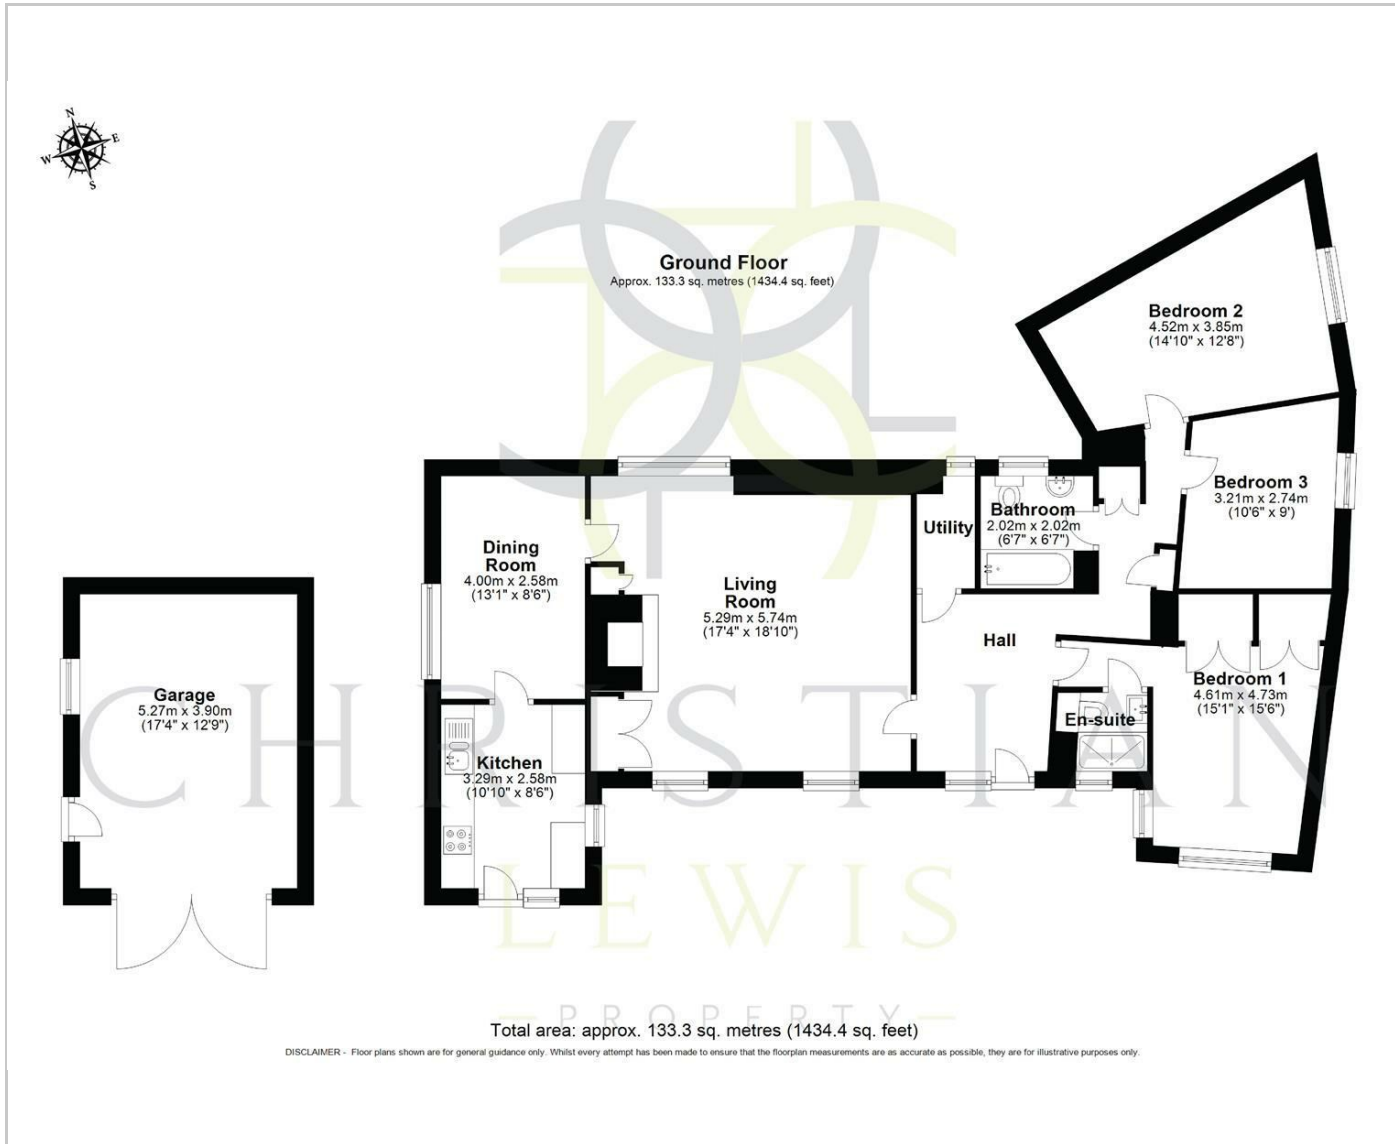 N
E
W
S
Ground Floor
Approx. 133.3 sq. metres (1434.4 sq. feet)
Bedroom 2
4.52m x 3.85m
(14'10" x 12'8")
Bedroom 3
3.21m x 2.74m
(10'6" x 9')
Bathroom
2.02m x 2.02m
(6'7" x 6'7")
Utility
Dining
Room
4.00m x 2.58m
(13'1" x 8'6")
Living
Room
5.29m x 5.74m
(17'4" x 18'10")
Hall
Garage
5.27m x 3.90m
(17'4" x 12'9")
Bedroom 1
4.61m x 4.73m
(15'1" x 15'6")
En-suite
Kitchen
3.29m x 2.58m
(10'10" x 8'6")
CHRISTIAN
LEWIS
PROPERTY
Total area: approx. 133.3 sq. metres (1434.4 sq. feet)
DISCLAIMER - Floor plans shown are for general guidance only. Whilst every attempt has been made to ensure that the floorplan measurements are as accurate as possible, they are for illustrative purposes only.